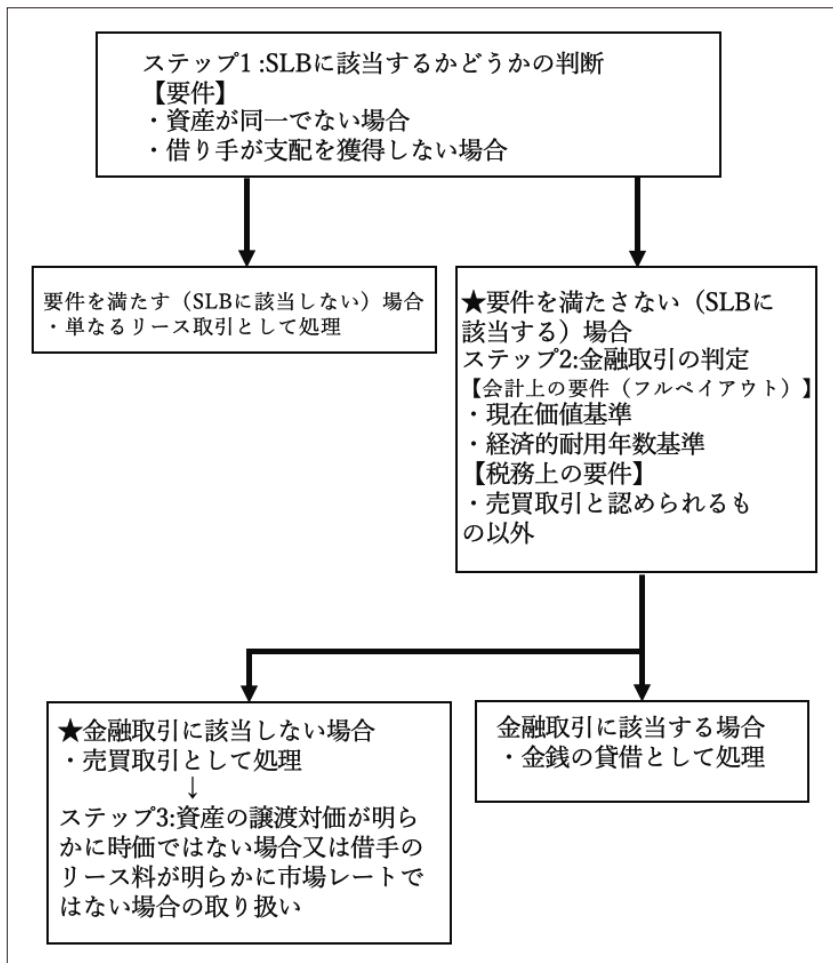 ステップ1 :SLBに該当するかどうかの判断
【要件】
・資産が同一でない場合
・借り手が支配を獲得しない場合
要件を満たす（SLBに該当しない）場合
・単なるリース取引として処理
★要件を満たさない（SLBに
該当する）場合
ステップ2:金融取引の判定
【会計上の要件（フルペイアウト）】
・現在価値基準
・経済的耐用年数基準
【税務上の要件】
・売買取引と認められるも
の以外
★金融取引に該当しない場合
・売買取引として処理
↓
ステップ3:資産の譲渡対価が明ら
かに時価ではない場合又は借手の
リース料が明らかに市場レートで
はない場合の取り扱い
金融取引に該当する場合
・金銭の貸借として処理